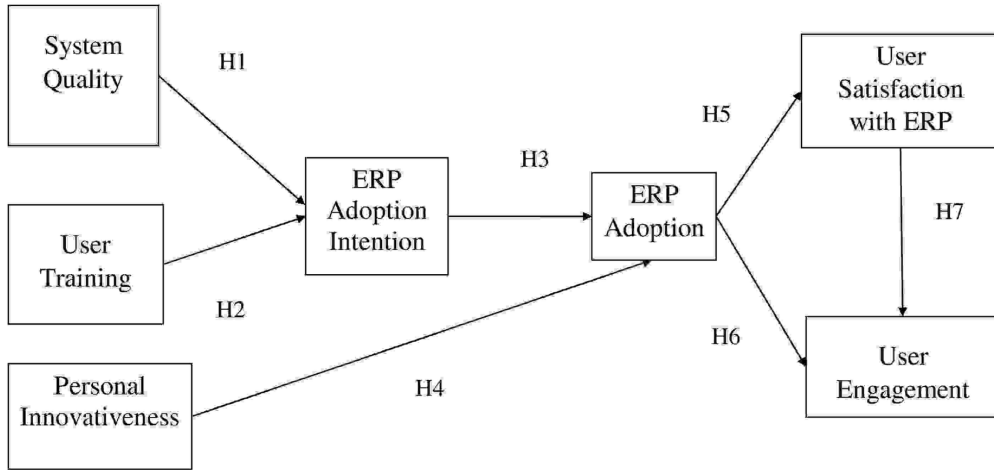 System
Quality
H1
User
Training
H2
Personal
Innovativeness
H4
ERP
Adoption
Intention
H3
ERP
Adoption
H5
User
Satisfaction
with ERP
H7
H6
User
Engagement